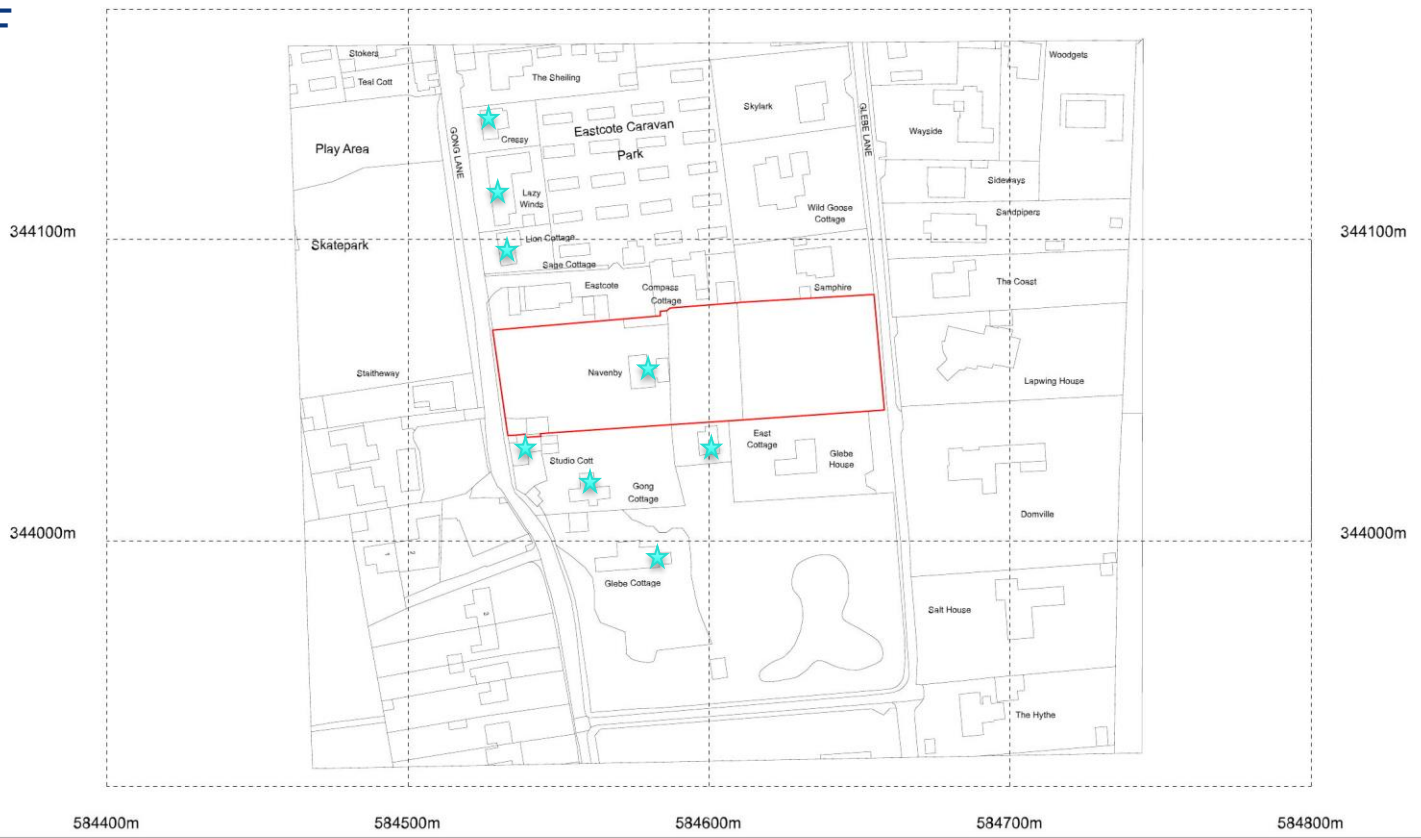 Stokers
Teal Cott
The Sheiling
Woodgets
Skylark
GONG LANE
GLEBE LANE
Cressy
Eastcote Caravan
Park
Wayside
Play Area
Lazy
Winds
Sideways
Wild Goose
Cottage
Sandpipers
344100m
344100m
Skatepark
Lion Cottage
Sage Cottage
Eastcote
Compass
Cottage
Samphire
The Coast
Staitheway
Navenby
Lapwing House
East
Cottage
Studio Cott
Glebe
House
Gong
Cottage
Domville
344000m
344000m
1
2
Glebe Cottage
3
Salt House
The Hythe
584400m
584500m
584600m
584700m
584800m